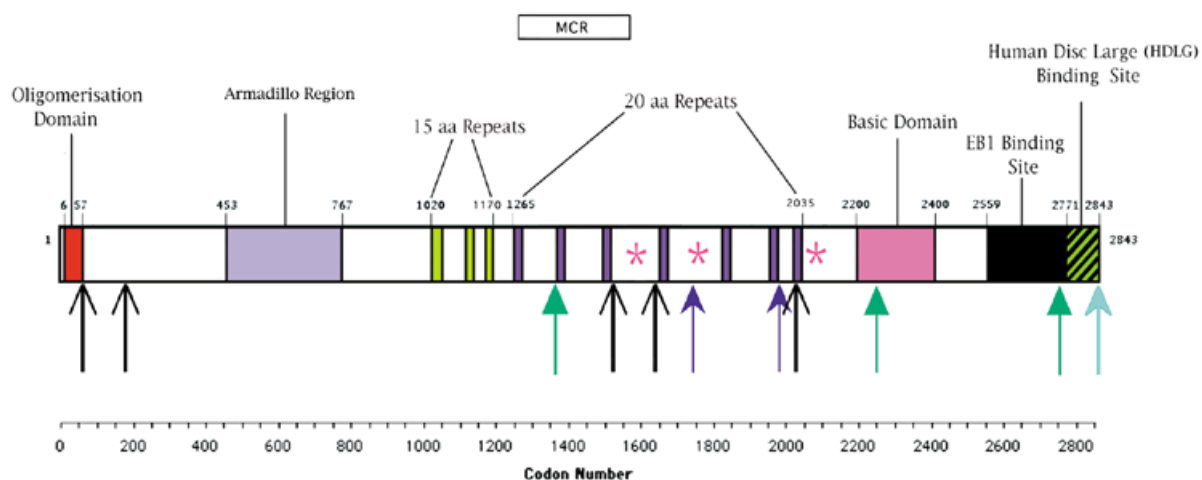 MCR
Human Disc Large (HDLG)
Binding Site
Oligomerisation
Domain
Armadillo Region
15 aa Repeats
20 aa Repeats
Basic Domain
EB1 Binding
Site
6 57 453 767 1020 1170 1265 2035 2200 2400 2559 2771 2843
1 * * * 2843
0 200 400 600 800 1000 1200 1400 1600 1800 2000 2200 2400 2600 2800
Codon Number